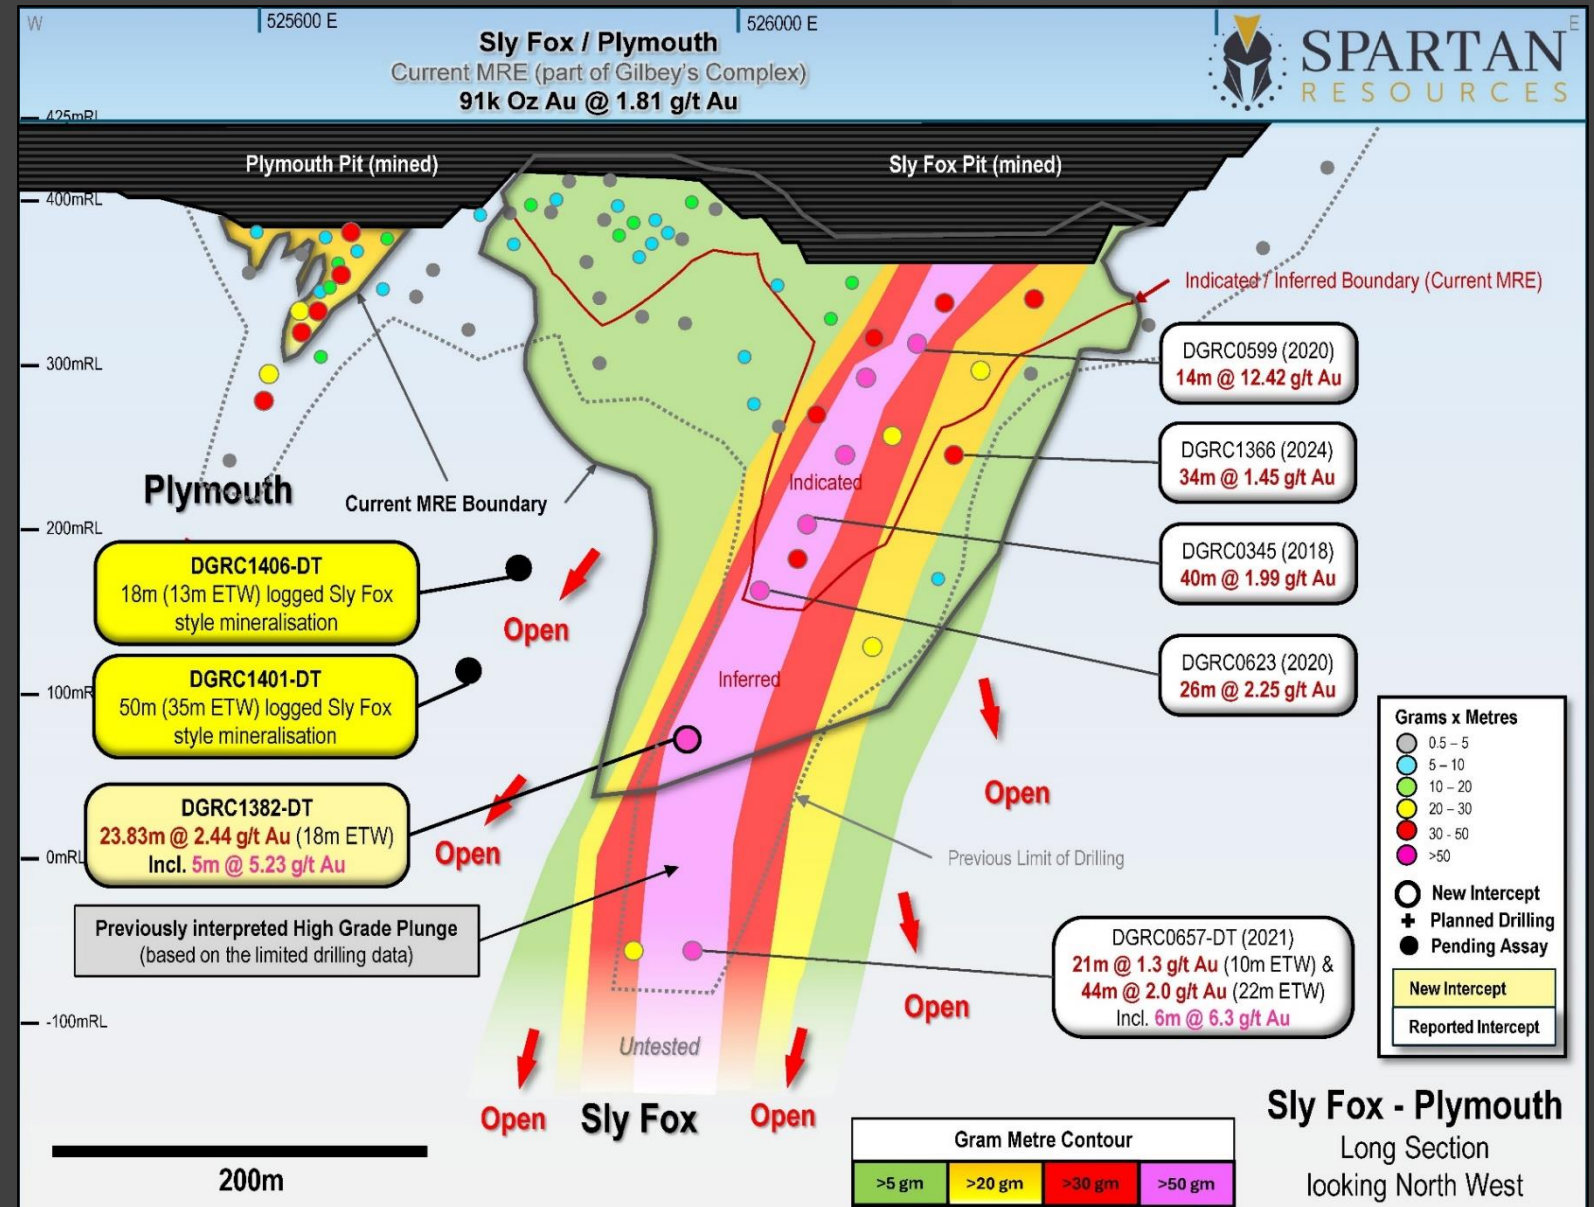 W
525600 E
526000 E
E
Sly Fox / Plymouth
Current MRE (part of Gilbey's Complex)
91k Oz Au @ 1.81 g/t Au
SPARTAN
RESOURCES
425mRL
Plymouth Pit (mined)
Sly Fox Pit (mined)
400mRL
Indicated / Inferred Boundary (Current MRE)
DGRC0599 (2020)
14m @ 12.42 g/t Au
300mRL
DGRC1366 (2024)
34m @ 1.45 g/t Au
Plymouth
Current MRE Boundary
Indicated
200mRL
DGRC0345 (2018)
40m @ 1.99 g/t Au
DGRC1406-DT
18m (13m ETW) logged Sly Fox
style mineralisation
Open
DGRC0623 (2020)
26m @ 2.25 g/t Au
DGRC1401-DT
50m (35m ETW) logged Sly Fox
style mineralisation
Inferred
100mR
Grams x Metres
0.5 – 5
5 – 10
10 – 20
20 – 30
30 - 50
>50
New Intercept
Planned Drilling
Pending Assay
New Intercept
Reported Intercept
Open
DGRC1382-DT
23.83m @ 2.44 g/t Au (18m ETW)
Incl. 5m @ 5.23 g/t Au
Open
0mRL
Previous Limit of Drilling
Previously interpreted High Grade Plunge
(based on the limited drilling data)
DGRC0657-DT (2021)
21m @ 1.3 g/t Au (10m ETW) &
44m @ 2.0 g/t Au (22m ETW)
Incl. 6m @ 6.3 g/t Au
Open
-100mRL
Untested
Open
Sly Fox
Open
200m
Gram Metre Contour
>5 gm
>20 gm
>30 gm
>50 gm
Sly Fox - Plymouth
Long Section
looking North West